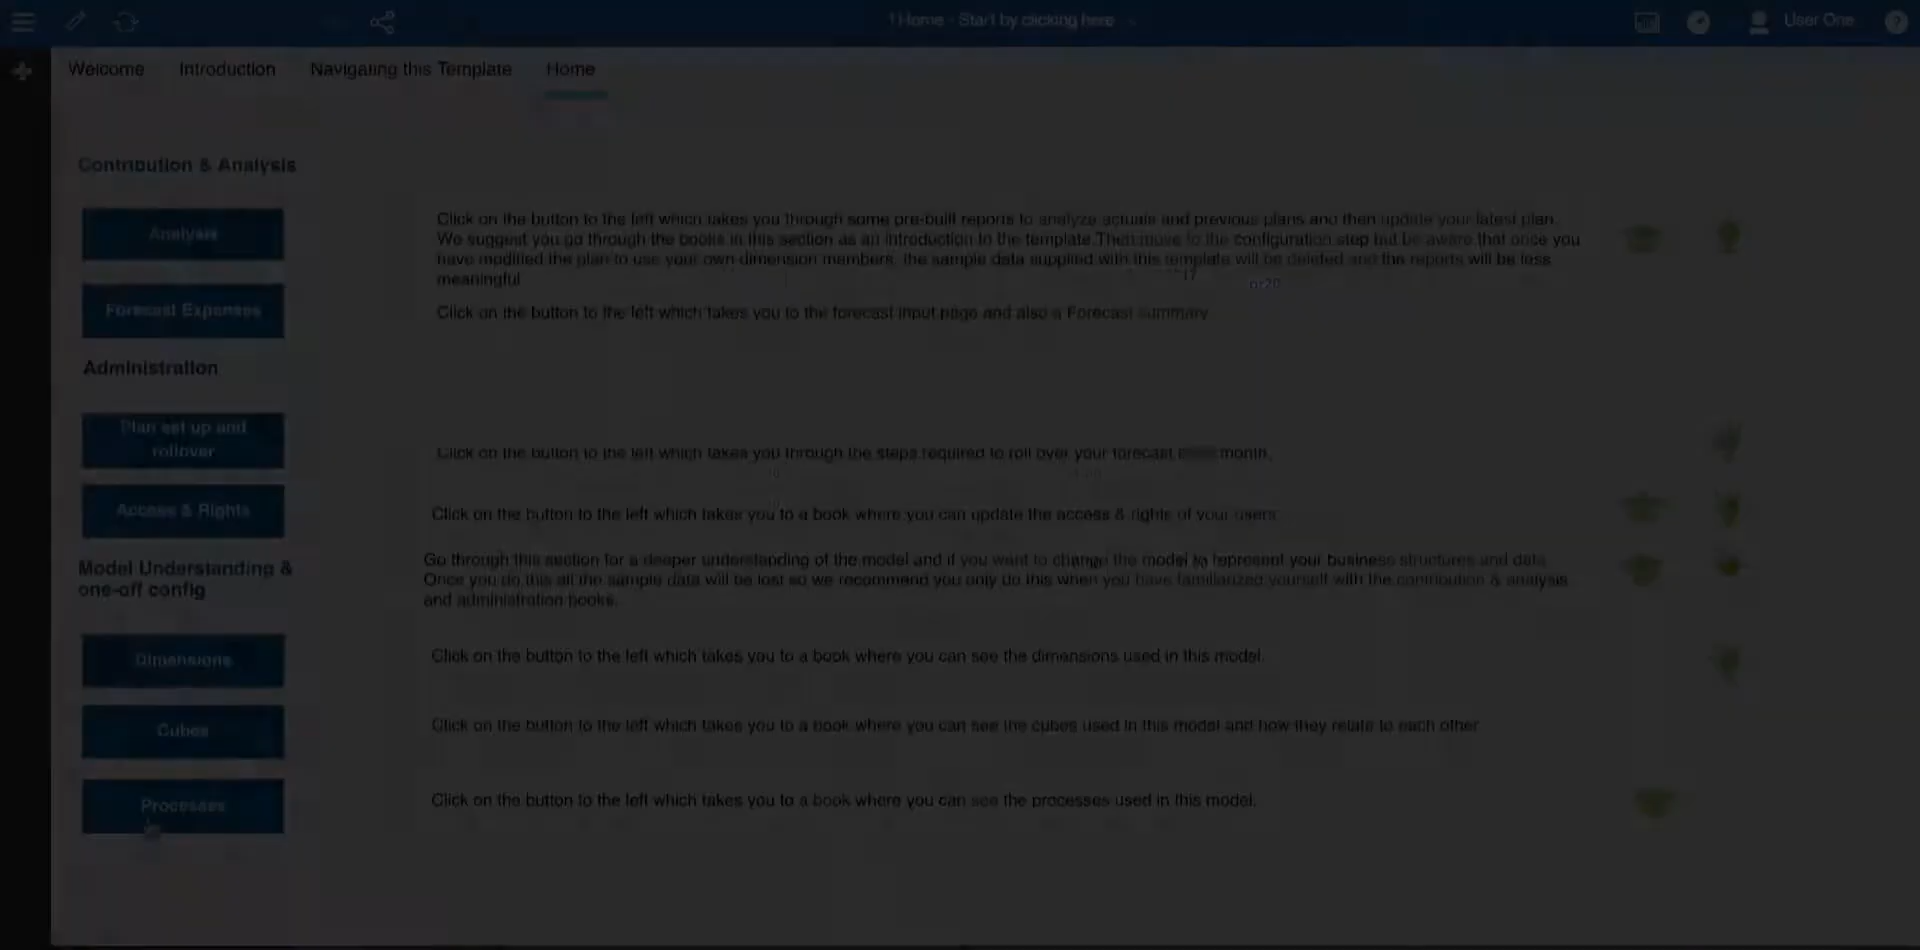 1 Home - Start by clicking here
User One
Welcome
Introduction
Navigating this Template
Home
Contribution & Analysis
Analysis
Click on the button to the left which takes you through some pre-built reports to analyze actuals and previous plans and then update your latest plan.
We suggest you go through the books in this section as an introduction to the template. Then move to the configuration step but be aware that once you
have modified the plan to use your own dimension members, the sample data supplied with this template will be deleted and the reports will be less
meaningful
Forecast Expenses
Click on the button to the left which takes you to the forecast input page and also a Forecast summary
Administration
Plan set up and
rollover
Click on the button to the left which takes you through the steps required to roll over your forecast month.
Access & Rights
Click on the button to the left which takes you to a book where you can update the access & rights of your users
Model Understanding &
one-off config
Go through this section for a deeper understanding of the model and if you want to change the model to represent your business structures and data
Once you do this all the sample data will be lost so we recommend you only do this when you have familiarized yourself with the contribution & analysis
and administration books.
Dimensions
Click on the button to the left which takes you to a book where you can see the dimensions used in this model.
Cubes
Click on the button to the left which takes you to a book where you can see the cubes used in this model and how they relate to each other
Processes
Click on the button to the left which takes you to a book where you can see the processes used in this model.